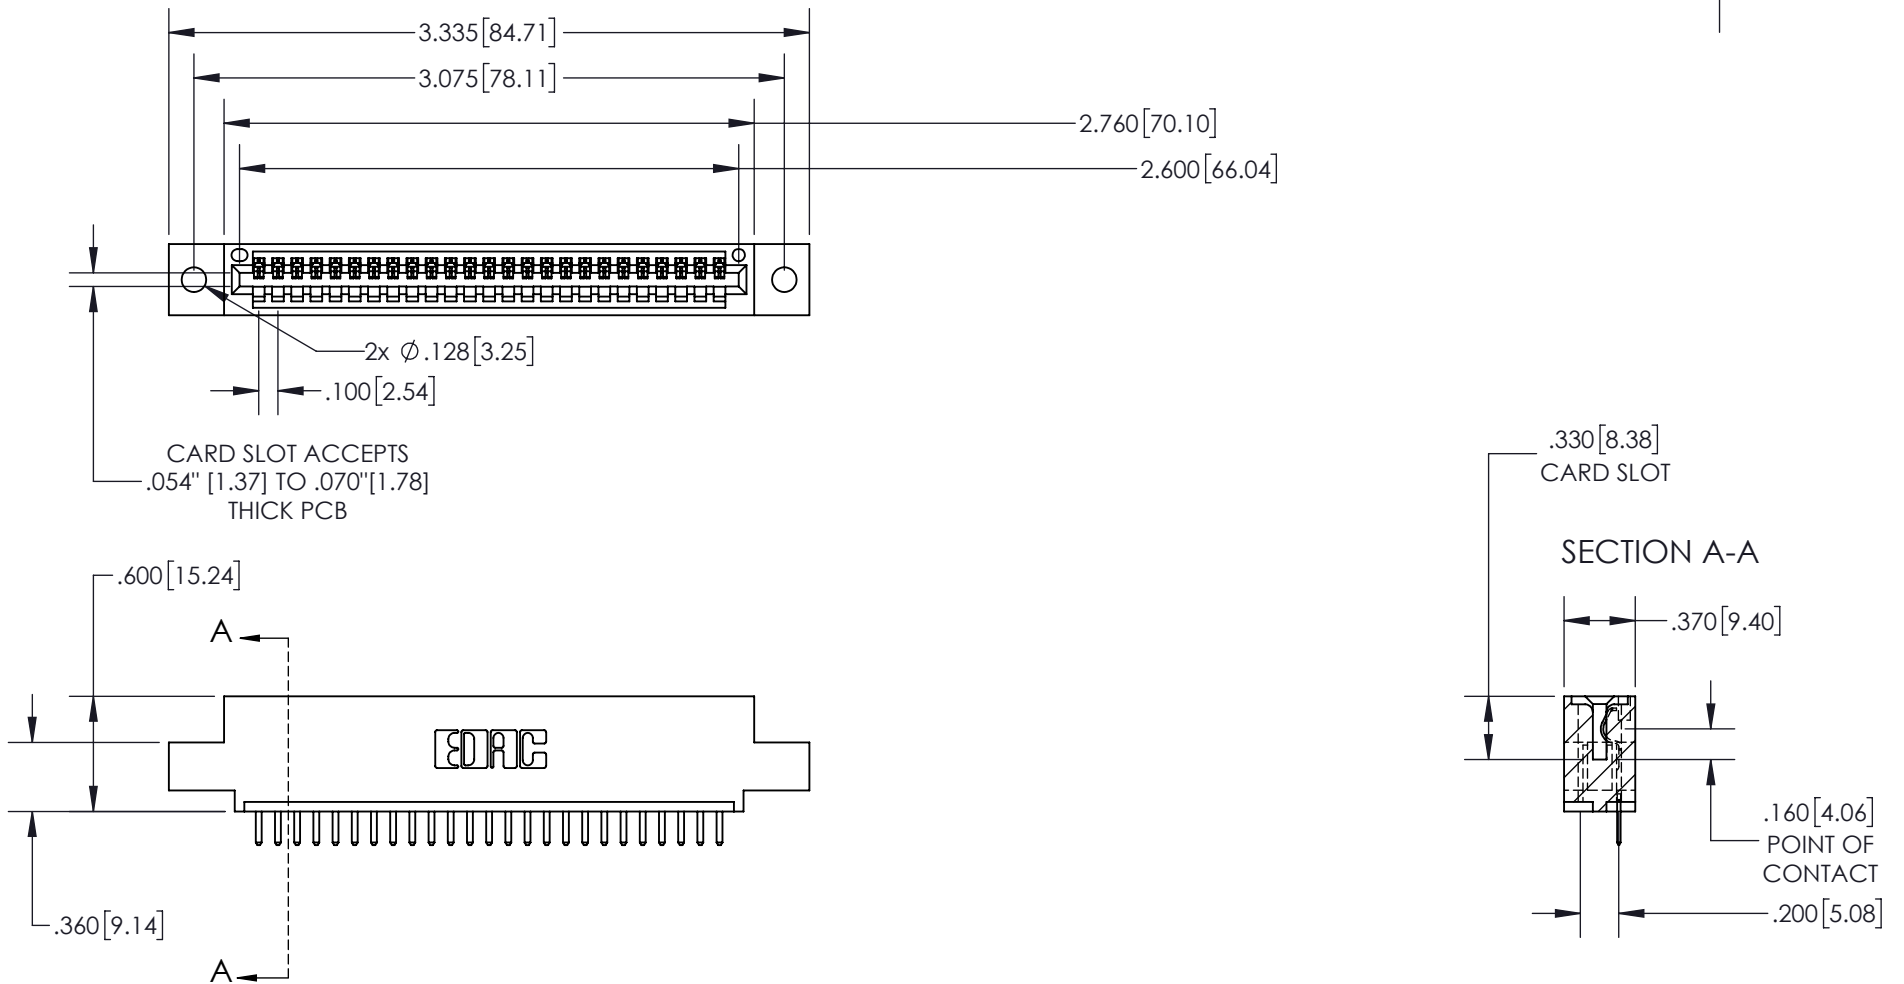 3.335[84.71]
3.075[78.11]
2.760[70.10]
2.600[66.04]
2x Ø.128[3.25]
.100[2.54]
CARD SLOT ACCEPTS
.054" [1.37] TO .070"[1.78]
THICK PCB
.330[8.38]
CARD SLOT
SECTION A-A
.600[15.24]
A
.370[9.40]
EDAC
.160[4.06]
POINT OF
CONTACT
.200[5.08]
.360[9.14]
A